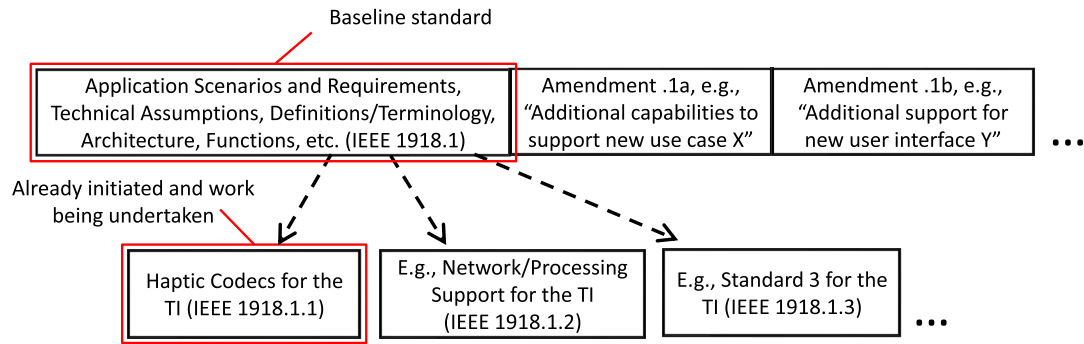 Baseline standard
Application Scenarios and Requirements,
Technical Assumptions, Definitions/Terminology,
Architecture, Functions, etc. (IEEE 1918.1)
Amendment .1a, e.g.,
“Additional capabilities to
support new use case X”
Amendment .1b, e.g.,
“Additional support for
new user interface Y”
...
Already initiated and work
being undertaken
Haptic Codecs for the
TI (IEEE 1918.1.1)
E.g., Network/Processing
Support for the TI
(IEEE 1918.1.2)
E.g., Standard 3 for the
TI (IEEE 1918.1.3)
...